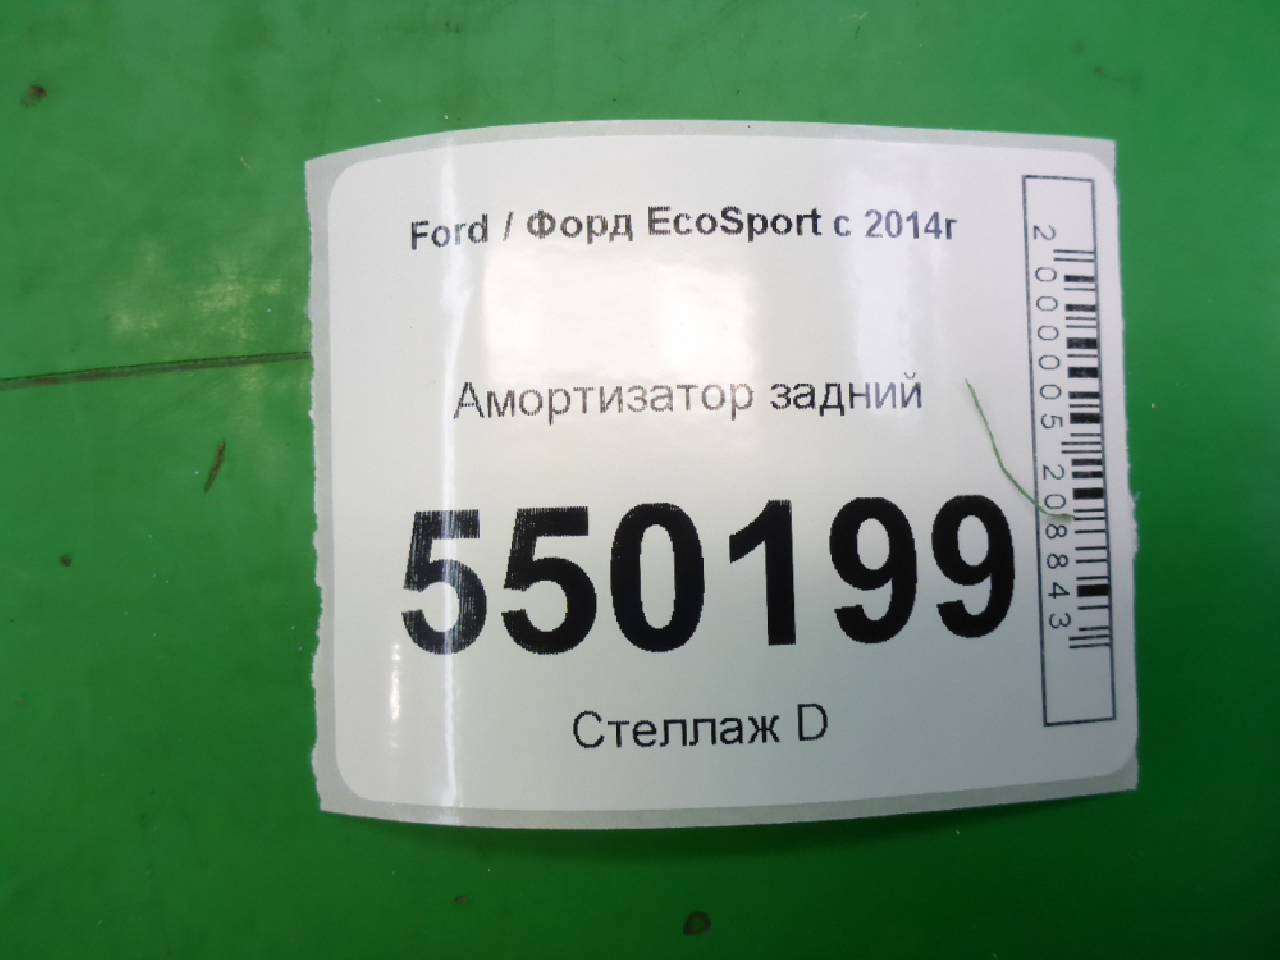 Ford / Форд EcoSport с 2014г
Амортизатор задний
550199
Стеллаж D
2000005208843